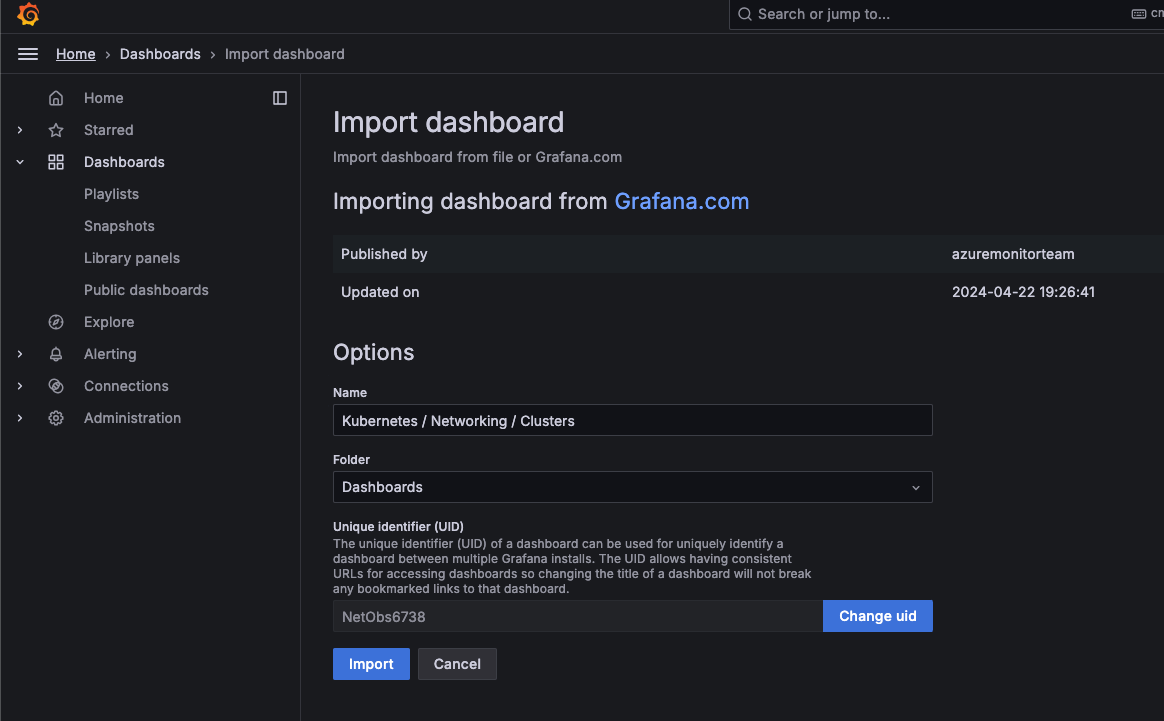 Search or jump to...
Home › Dashboards › Import dashboard
Home
Starred
Dashboards
Playlists
Snapshots
Library panels
Public dashboards
Explore
Alerting
Connections
Administration
Import dashboard
Import dashboard from file or Grafana.com
Importing dashboard from Grafana.com
Published by azuremonitorteam
Updated on 2024-04-22 19:26:41
Options
Name
Kubernetes / Networking / Clusters
Folder
Dashboards
Unique identifier (UID)
The unique identifier (UID) of a dashboard can be used for uniquely identify a
dashboard between multiple Grafana installs. The UID allows having consistent
URLs for accessing dashboards so changing the title of a dashboard will not break
any bookmarked links to that dashboard.
NetObs6738 Change uid
Import Cancel